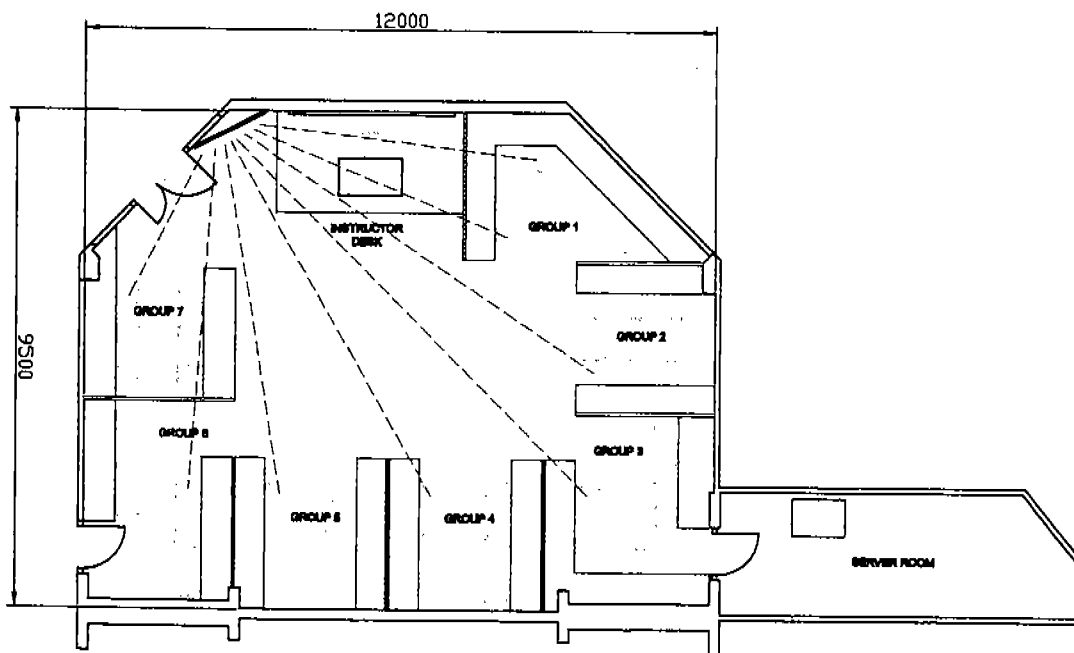 12000
GROUP 1
INSTRUCTOR
DESK
GROUP 7
GROUP 2
9500
GROUP 6
GROUP 3
GROUP 5
GROUP 4
SERVER ROOM